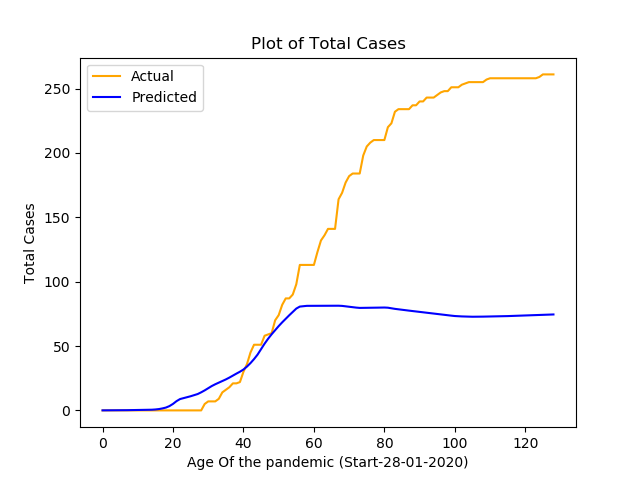 Plot of Total Cases
Actual
Predicted
250
200
150
100
50
0
Total Cases
0 20 40 60 80 100 120
Age Of the pandemic (Start-28-01-2020)